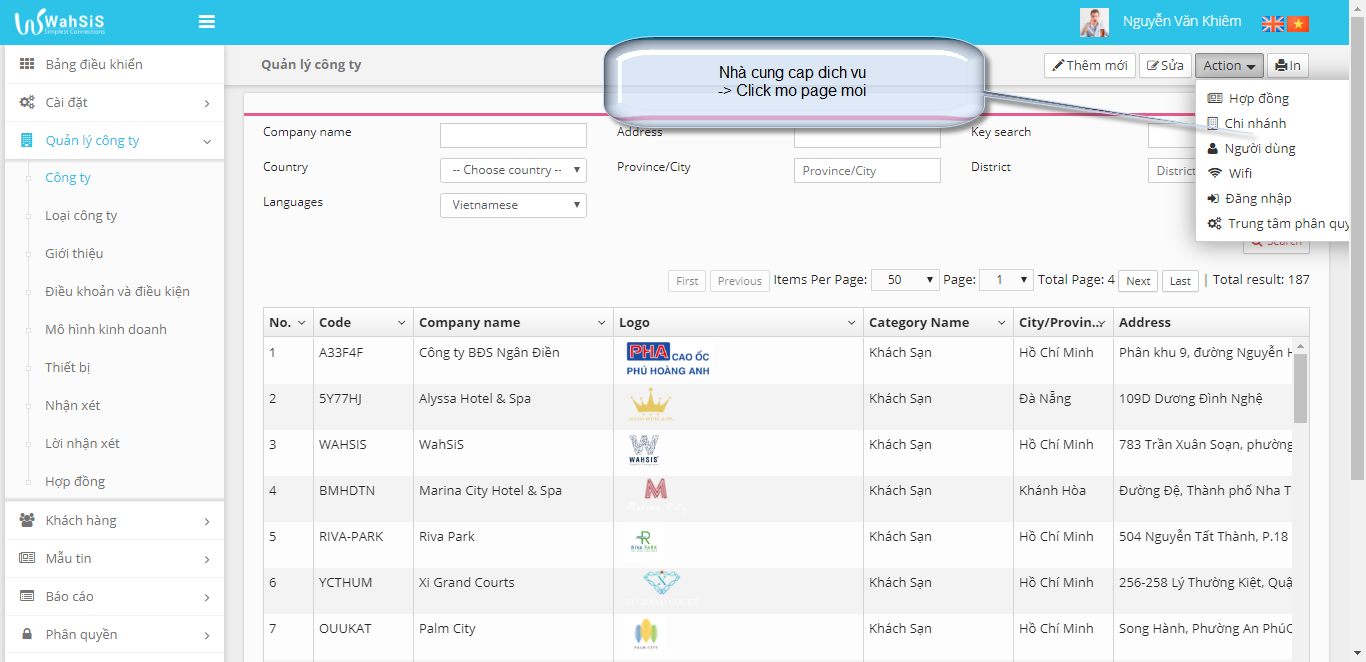 WahSiS
Simplest Connections
Nguyễn Văn Khiêm
Bảng điều khiển
Cài đặt
Quản lý công ty
Công ty
Loại công ty
Giới thiệu
Điều khoản và điều kiện
Mô hình kinh doanh
Thiết bị
Nhận xét
Lời nhận xét
Hợp đồng
Khách hàng
Mẫu tin
Báo cáo
Phân quyền
Quản lý công ty
Thêm mới
Sửa
Action
In
Nhà cung cap dich vu
-> Click mo page moi
Hợp đồng
Chi nhánh
Người dùng
Wifi
Đăng nhập
Trung tâm phân quy
Company name
Address
Key search
Country
-- Choose country --
Province/City
Province/City
District
District
Languages
Vietnamese
Search
First
Previous
Items Per Page: 50
Page: 1
Total Page: 4
Next
Last
| Total result: 187
No. Code Company name Logo Category Name City/Provin... Address
1 A33F4F Công ty BĐS Ngân Điền PHA CAO ỐC Khách Sạn Hồ Chí Minh Phân khu 9, đường Nguyễn H
PHÚ HOÀNG ANH
2 5Y77HJ Alyssa Hotel & Spa Khách Sạn Đà Nẵng 109D Dương Đình Nghệ
3 WAHSIS WahSiS WAHSIS Khách Sạn Hồ Chí Minh 783 Trần Xuân Soạn, phường
4 BMHDTN Marina City Hotel & Spa M Khách Sạn Khánh Hòa Đường Đệ, Thành phố Nha T
5 RIVA-PARK Riva Park RIVA PARK Khách Sạn Hồ Chí Minh 504 Nguyễn Tất Thành, P.18
6 YCTHUM Xi Grand Courts Khách Sạn Hồ Chí Minh 256-258 Lý Thường Kiệt, Quậ
7 OUUKAT Palm City PALM CITY Khách Sạn Hồ Chí Minh Song Hành, Phường An PhúC